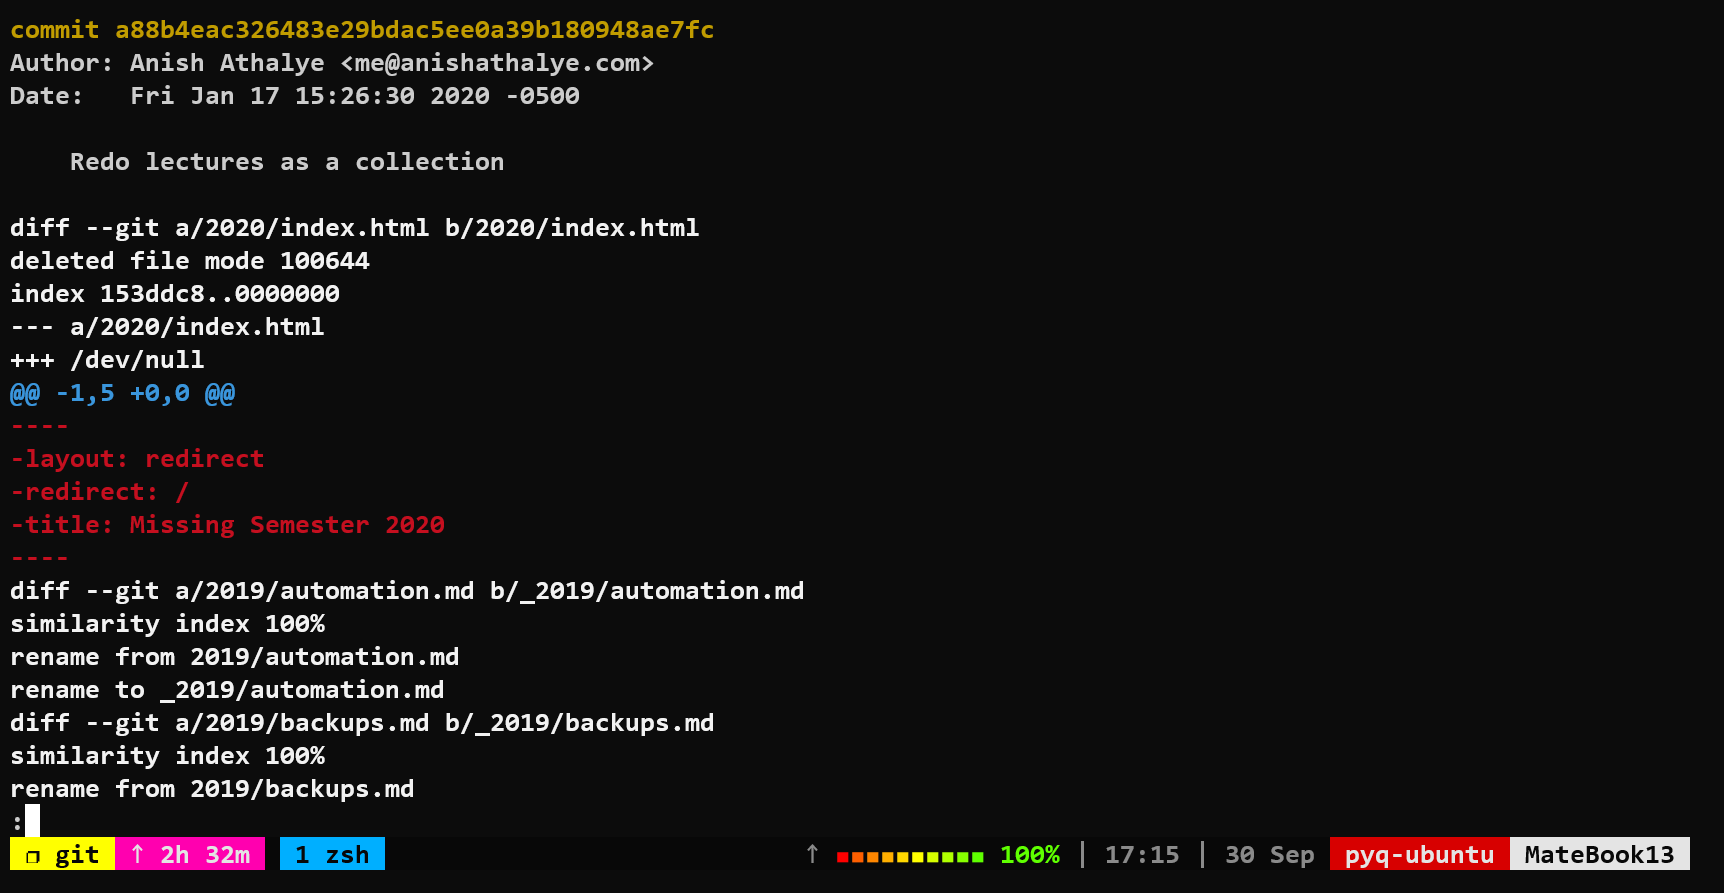 commit a88b4eac326483e29bdac5ee0a39b180948ae7fc
Author: Anish Athalye <me@anishathalye.com>
Date:   Fri Jan 17 15:26:30 2020 -0500
    Redo lectures as a collection
diff --git a/2020/index.html b/2020/index.html
deleted file mode 100644
index 153ddc8..0000000
--- a/2020/index.html
+++ /dev/null
@@ -1,5 +0,0 @@
----
-layout: redirect
-redirect: /
-title: Missing Semester 2020
----
diff --git a/2019/automation.md b/_2019/automation.md
similarity index 100%
rename from 2019/automation.md
rename to _2019/automation.md
diff --git a/2019/backups.md b/_2019/backups.md
similarity index 100%
rename from 2019/backups.md
:
❐ git ↑ 2h 32m 1 zsh ↑ 100% | 17:15 | 30 Sep pyq-ubuntu MateBook13